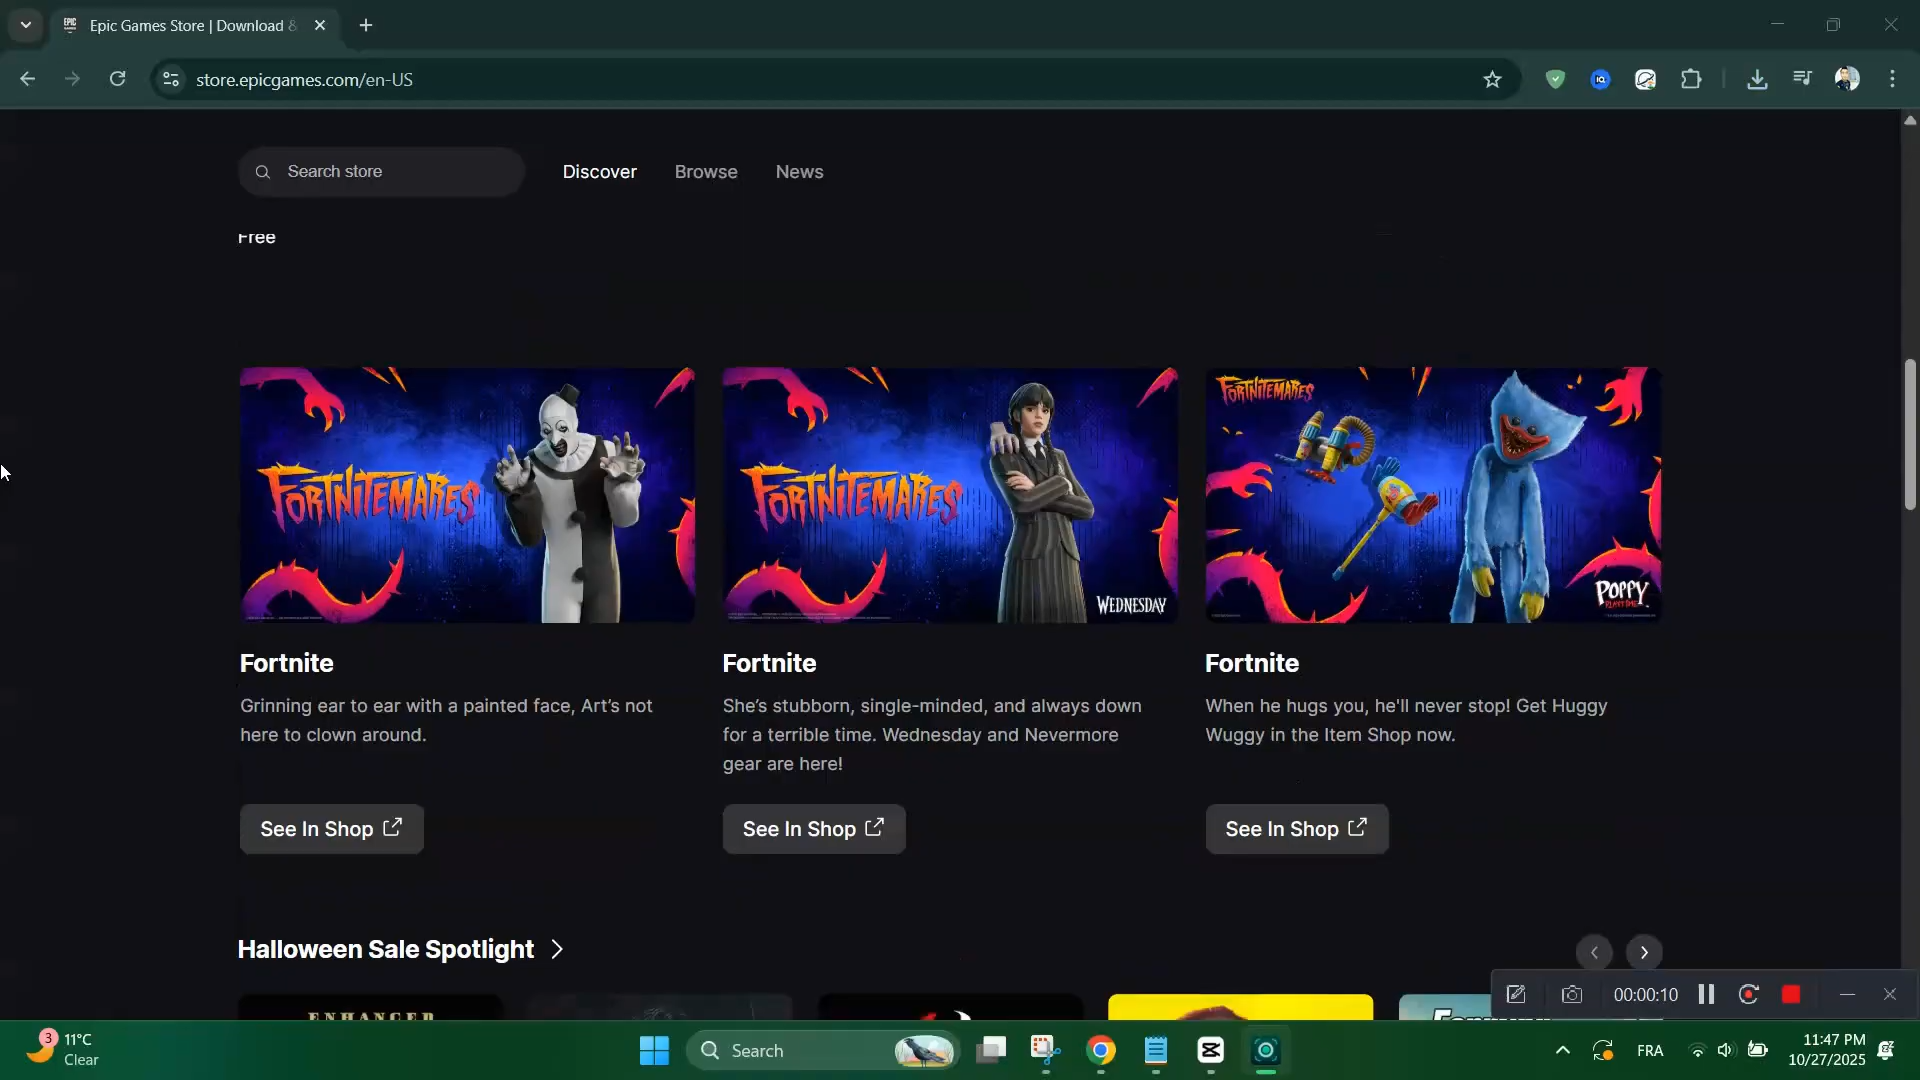 Epic Games Store | Download &
store.epicgames.com/en-US
Search store
Discover
Browse
News
Free
FORTNITEMARES
FORTNITEMARES
WEDNESDAY
FORTNITEMARES
POPPY
PLAYTIME
Fortnite
Grinning ear to ear with a painted face, Art's not
here to clown around.
See In Shop
Fortnite
She's stubborn, single-minded, and always down
for a terrible time. Wednesday and Nevermore
gear are here!
See In Shop
Fortnite
When he hugs you, he'll never stop! Get Huggy
Wuggy in the Item Shop now.
See In Shop
Halloween Sale Spotlight
ENHANCED
00:00:10
3
11°C
Clear
Search
FRA
11:47 PM
10/27/2025